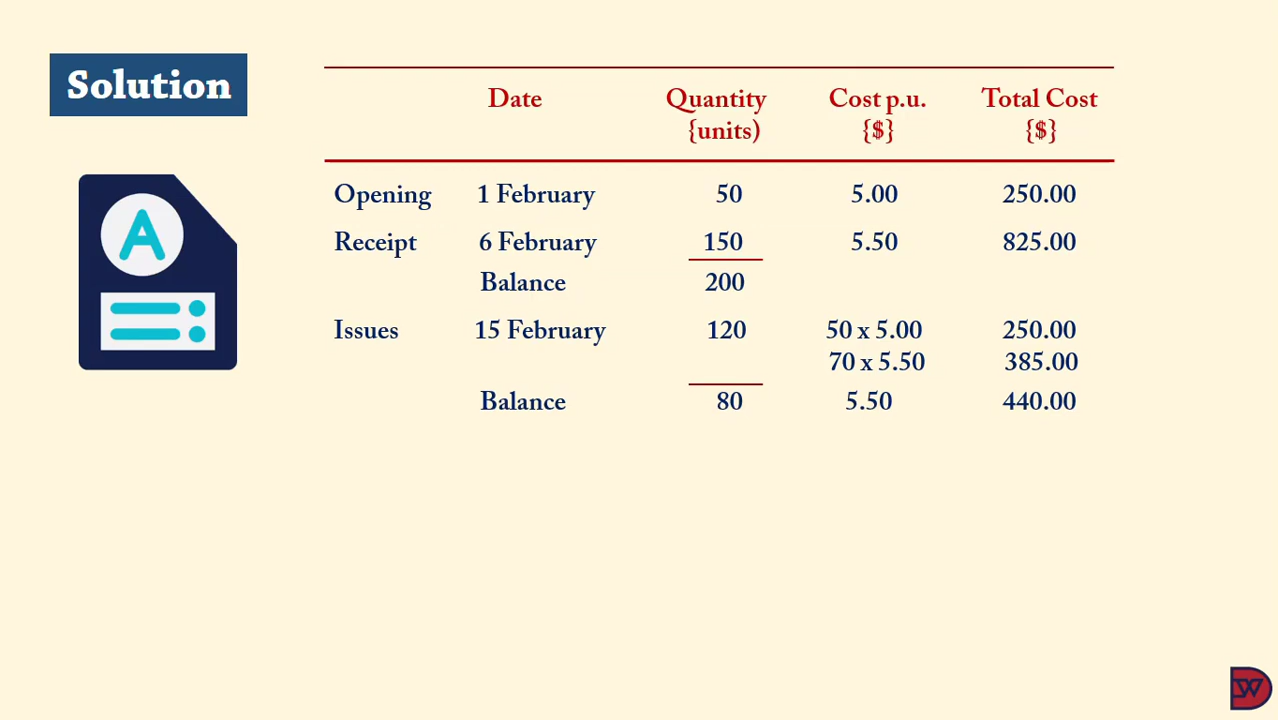 Solution
Date Quantity Cost p.u. Total Cost
{units) {$} {$}
Opening 1 February 50 5.00 250.00
Receipt 6 February 150 5.50 825.00
Balance 200
Issues 15 February 120 50 x 5.00 250.00
70 x 5.50 385.00
Balance 80 5.50 440.00
A
DW